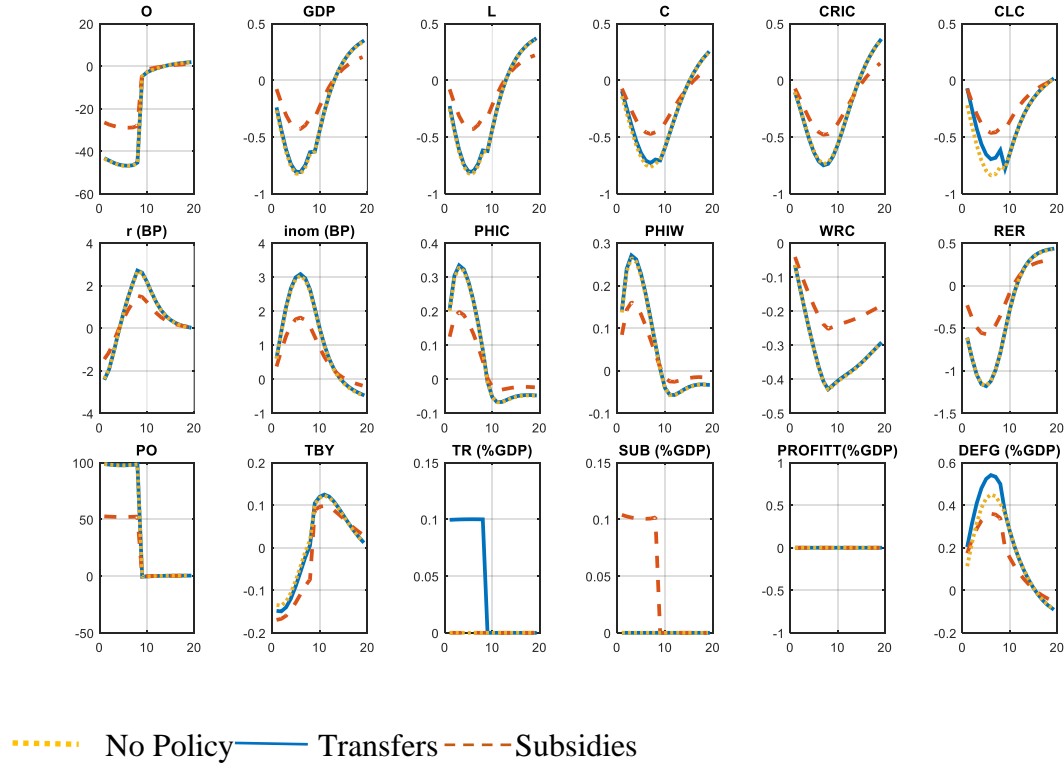 O GDP L C CRIC CLC
20 0.5 0.5 0.5 0.5 0.5
0 0 0 0 0 0
-20
-0.5 -0.5 -0.5 -0.5 -0.5
-40
-60 -1 -1 -1 -1 -1
0 10 20 0 10 20 0 10 20 0 10 20 0 10 20 0 10 20
r (BP) inom (BP) PHIC PHIW WRC RER
4 4 0.4 0.3 0 0.5
3 0.3 -0.1
2 0.2 0
2 0.2 -0.2
0 0.1 -0.5
1 0.1 -0.3
-2 0 -1
0 0 -0.4
-4 -1 -0.1 -0.1 -0.5 -1.5
0 10 20 0 10 20 0 10 20 0 10 20 0 10 20 0 10 20
PO TBY TR (%GDP) SUB (%GDP) PROFITT(%GDP) DEFG (%GDP)
100 0.2 0.15 0.15 1 0.6
0.1 0.5 0.4
50 0.1 0.1
0 0 0.2
0 0.05 0.05
-0.1 -0.5 0
-50 -0.2 0 0 -1 -0.2
0 10 20 0 10 20 0 10 20 0 10 20 0 10 20 0 10 20
No Policy Transfers Subsidies